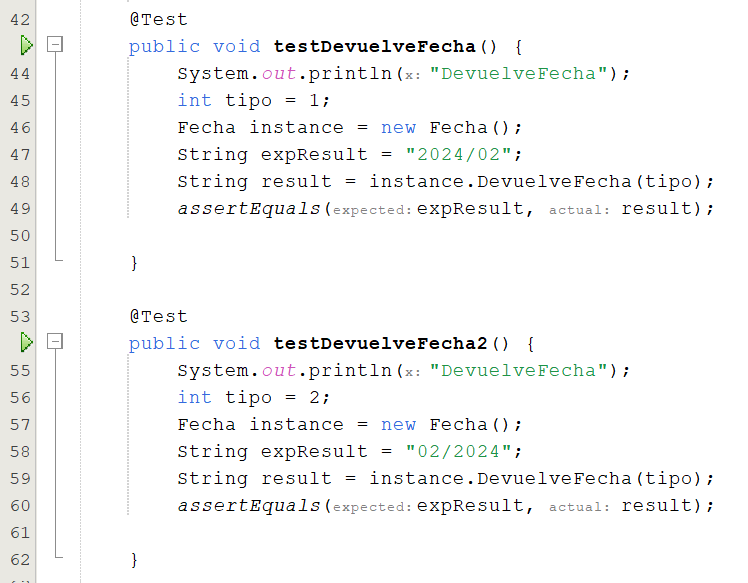 42 @Test
public void testDevuelveFecha() {
44 System.out.println(x: "DevuelveFecha");
45 int tipo = 1;
46 Fecha instance = new Fecha();
47 String expResult = "2024/02";
48 String result = instance.DevuelveFecha(tipo);
49 assertEquals(expected: expResult, actual: result);
50
51 }
52
53 @Test
public void testDevuelveFecha2() {
55 System.out.println(x: "DevuelveFecha");
56 int tipo = 2;
57 Fecha instance = new Fecha();
58 String expResult = "02/2024";
59 String result = instance.DevuelveFecha(tipo);
60 assertEquals(expected: expResult, actual: result);
61
62 }